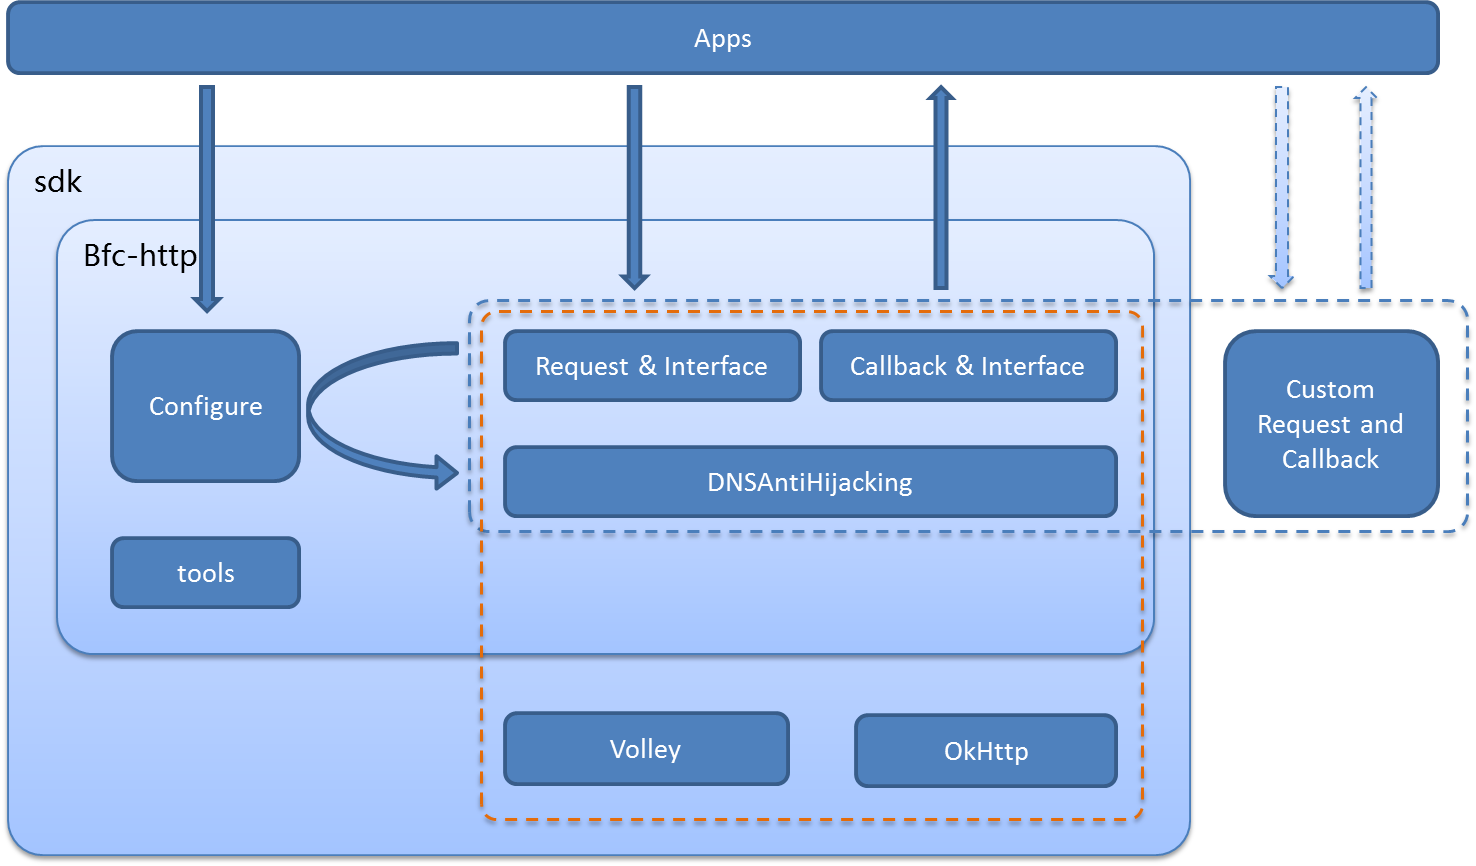 Apps
sdk
Bfc-http
Configure
Request & Interface
Callback & Interface
Custom
Request and
Callback
DNSAntiHijacking
tools
Volley
OkHttp